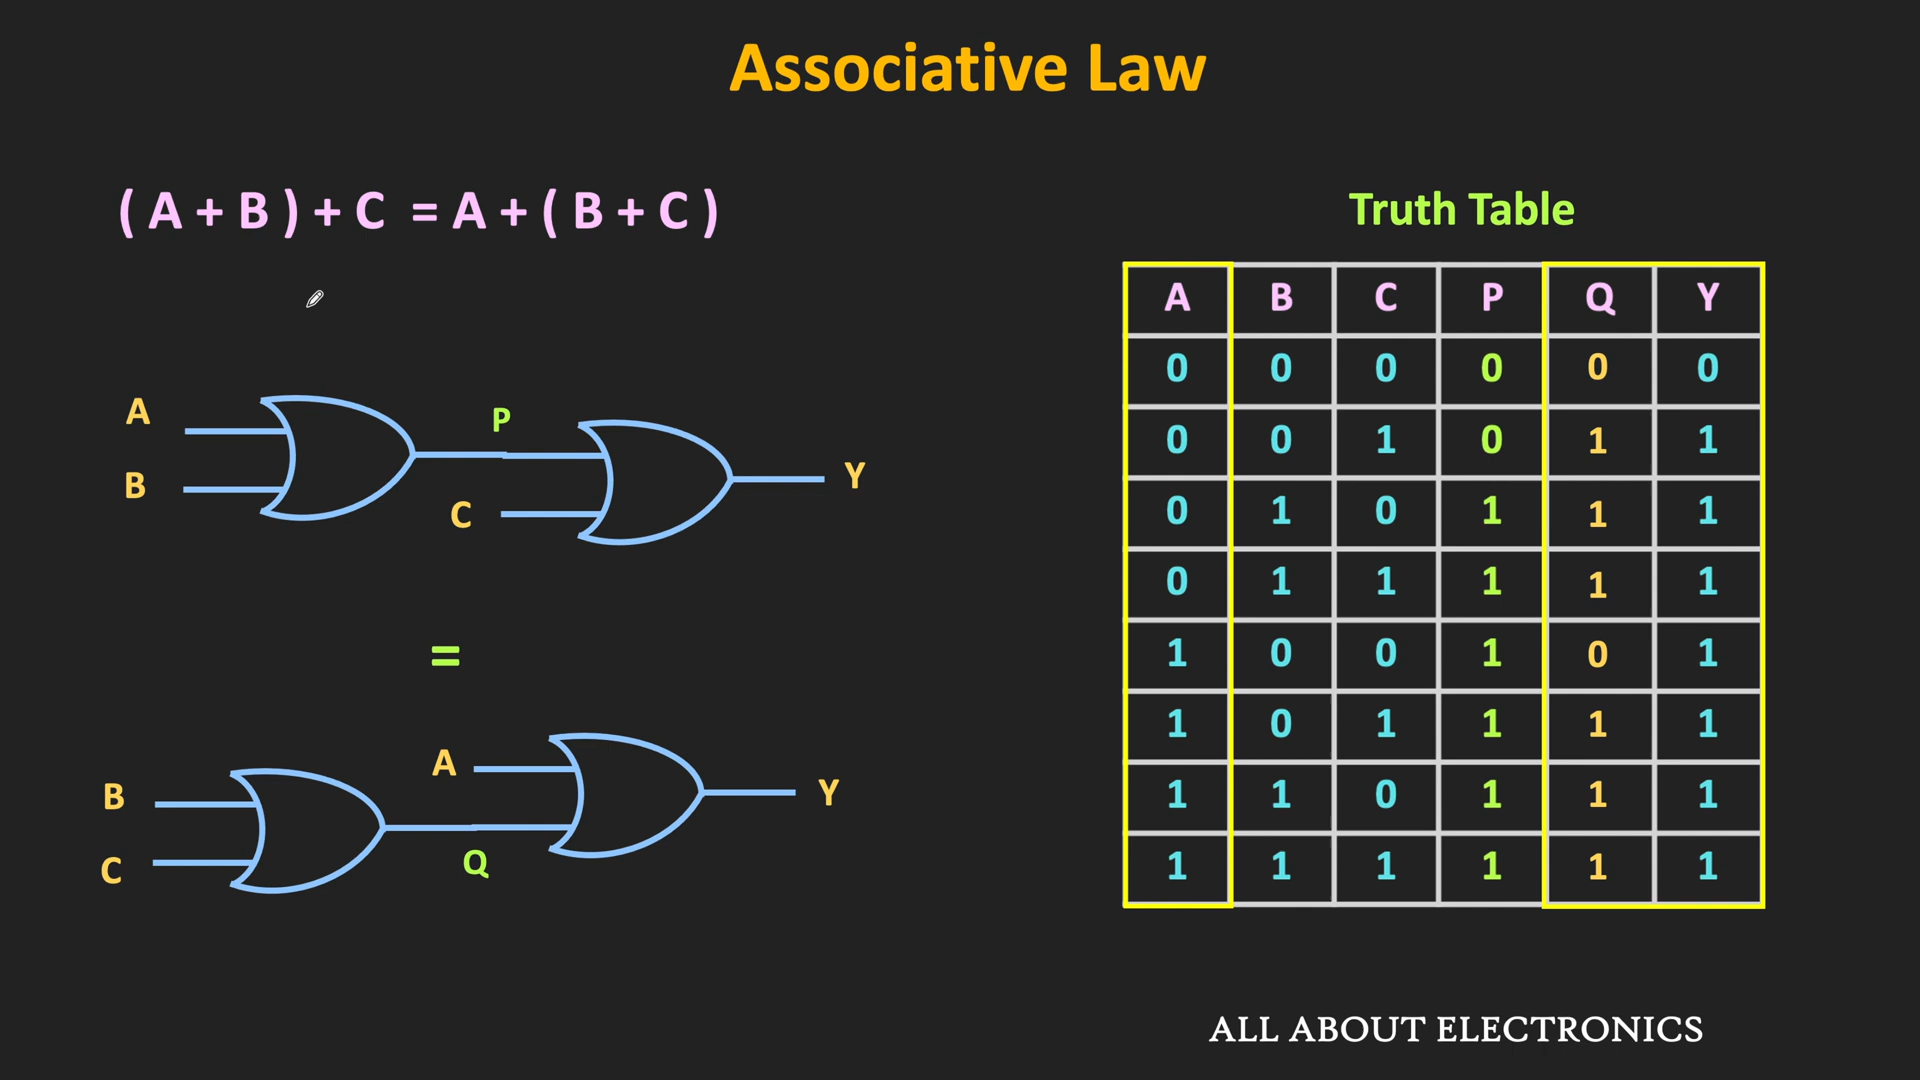 Associative Law
( A + B ) + C = A + ( B + C )
Truth Table
A B C P Q Y
0 0 0 0 0 0
0 0 1 0 1 1
0 1 0 1 1 1
0 1 1 1 1 1
1 0 0 1 0 1
1 0 1 1 1 1
1 1 0 1 1 1
1 1 1 1 1 1
A
P
B
C
Y
=
A
B
Y
C
Q
ALL ABOUT ELECTRONICS